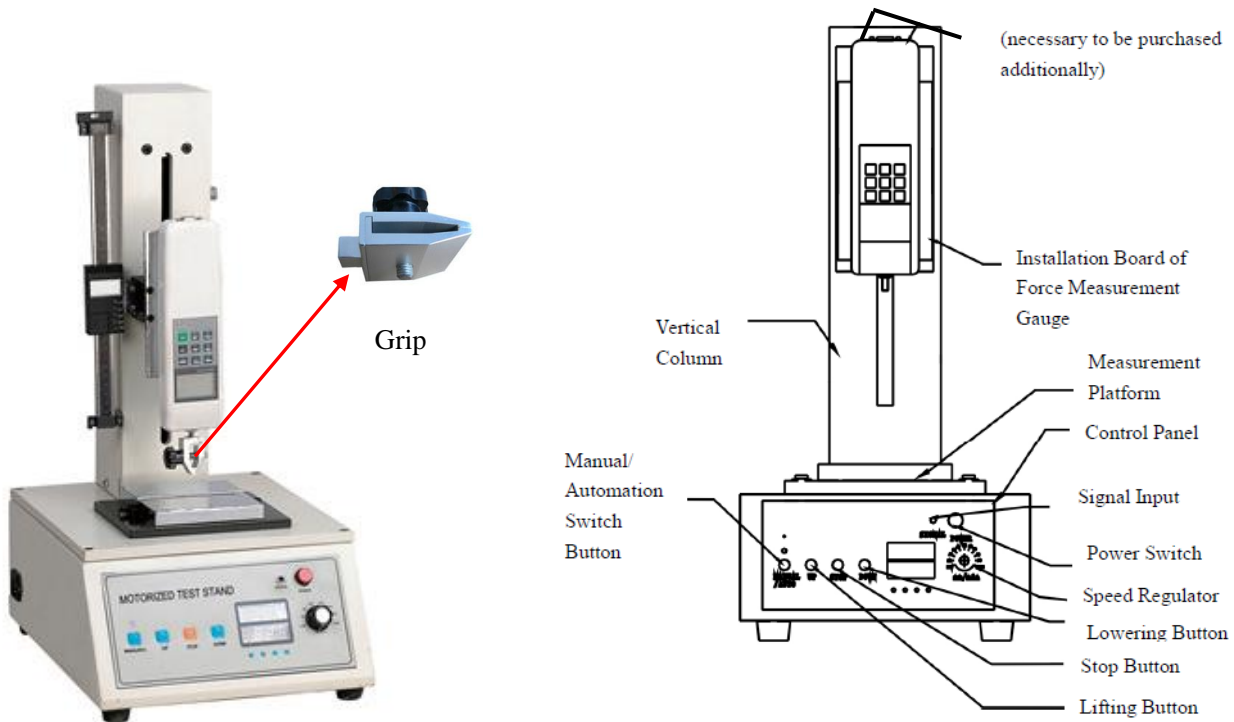 (necessary to be purchased
additionally)
Grip
Installation Board of
Force Measurement
Gauge
Vertical
Column
Measurement
Platform
Control Panel
Manual/
Automation
Switch
Button
Signal Input
Power Switch
Speed Regulator
Lowering Button
Stop Button
Lifting Button
MOTORIZED TEST STAND
UP